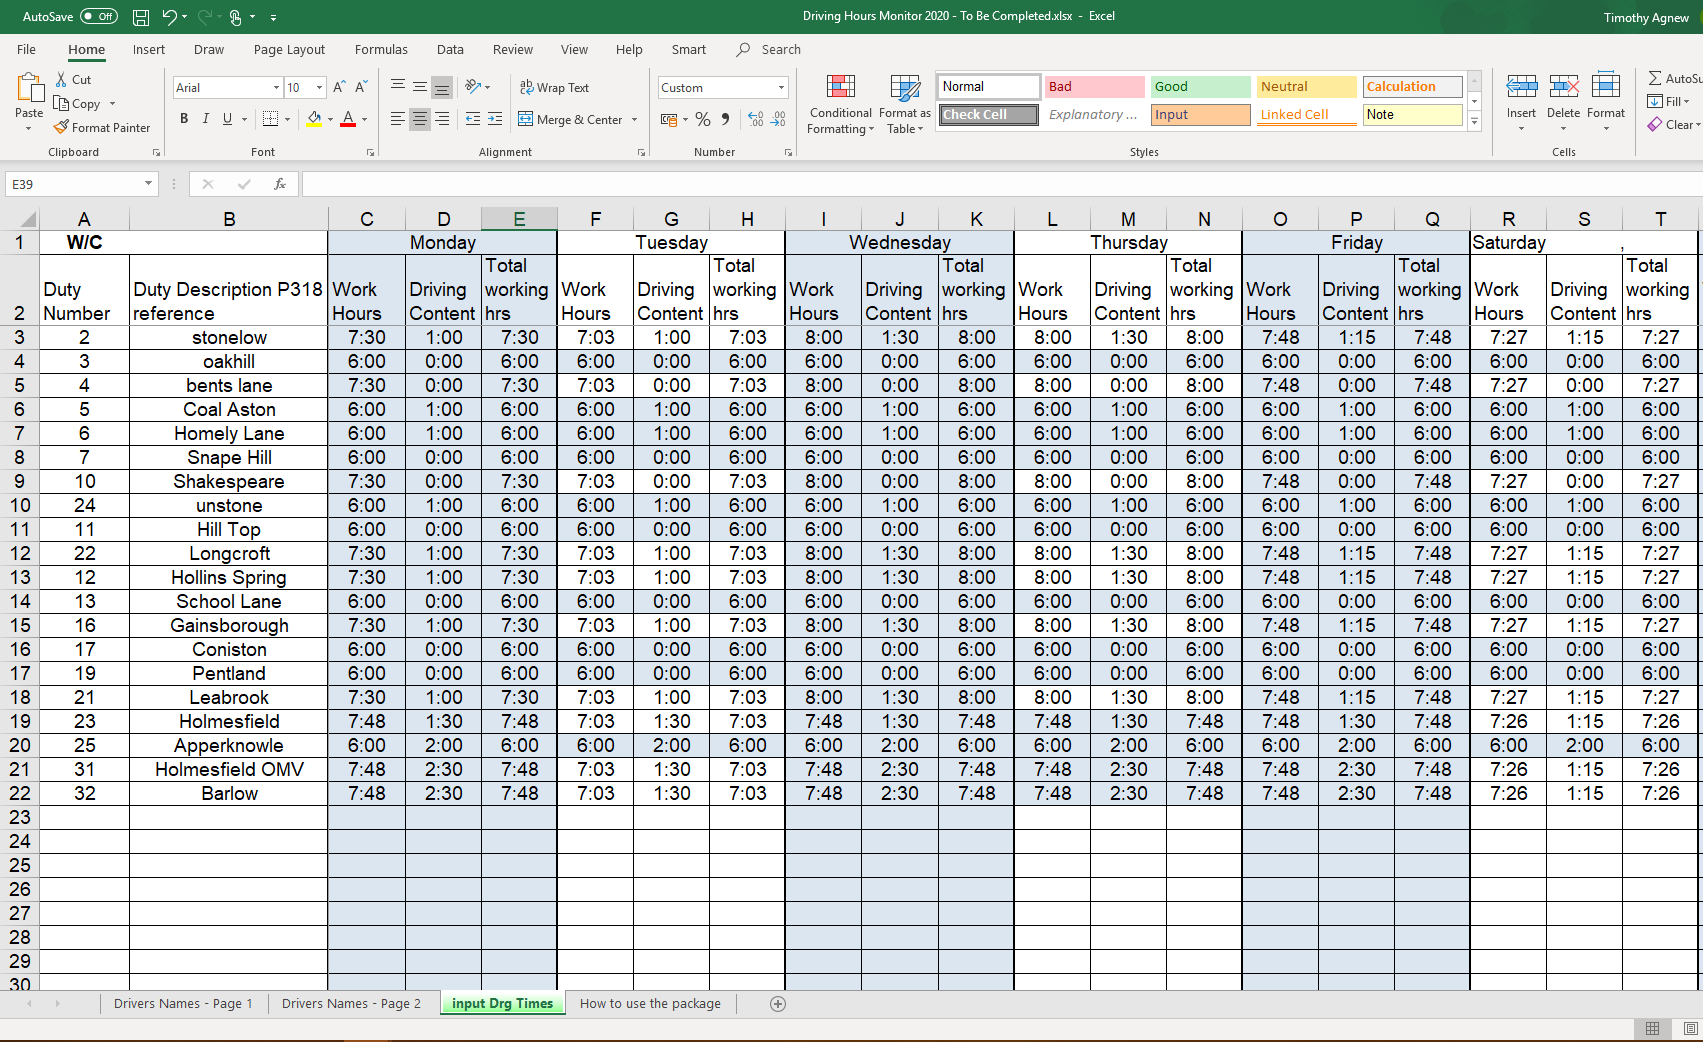 AutoSave Off Driving Hours Monitor 2020 - To Be Completed.xlsx - Excel Timothy Agnew
File Home Insert Draw Page Layout Formulas Data Review View Help Smart Search
Paste Cut Copy Format Painter
Clipboard
Arial 10 A A
B I U A
Font
Wrap Text
Merge & Center
Alignment
Custom
% 9 .00 .00
Number
Conditional Formatting Format as Table
Normal Bad Good Neutral Calculation
Check Cell Explanatory ... Input Linked Cell Note
Styles
Insert Delete Format
Cells
AutoSu
Fill
Clear
E39 fx
A B C D E F G H I J K L M N O P Q R S T
1 W/C Monday Tuesday Wednesday Thursday Friday Saturday ,
2 Duty Number Duty Description P318 reference Work Hours Driving Content Total working hrs Work Hours Driving Content Total working hrs Work Hours Driving Content Total working hrs Work Hours Driving Content Total working hrs Work Hours Driving Content Total working hrs Work Hours Driving Content Total working hrs
3 2 stonelow 7:30 1:00 7:30 7:03 1:00 7:03 8:00 1:30 8:00 8:00 1:30 8:00 7:48 1:15 7:48 7:27 1:15 7:27
4 3 oakhill 6:00 0:00 6:00 6:00 0:00 6:00 6:00 0:00 6:00 6:00 0:00 6:00 6:00 0:00 6:00 6:00 0:00 6:00
5 4 bents lane 7:30 0:00 7:30 7:03 0:00 7:03 8:00 0:00 8:00 8:00 0:00 8:00 7:48 0:00 7:48 7:27 0:00 7:27
6 5 Coal Aston 6:00 1:00 6:00 6:00 1:00 6:00 6:00 1:00 6:00 6:00 1:00 6:00 6:00 1:00 6:00 6:00 1:00 6:00
7 6 Homely Lane 6:00 1:00 6:00 6:00 1:00 6:00 6:00 1:00 6:00 6:00 1:00 6:00 6:00 1:00 6:00 6:00 1:00 6:00
8 7 Snape Hill 6:00 0:00 6:00 6:00 0:00 6:00 6:00 0:00 6:00 6:00 0:00 6:00 6:00 0:00 6:00 6:00 0:00 6:00
9 10 Shakespeare 7:30 0:00 7:30 7:03 0:00 7:03 8:00 0:00 8:00 8:00 0:00 8:00 7:48 0:00 7:48 7:27 0:00 7:27
10 24 unstone 6:00 1:00 6:00 6:00 1:00 6:00 6:00 1:00 6:00 6:00 1:00 6:00 6:00 1:00 6:00 6:00 1:00 6:00
11 11 Hill Top 6:00 0:00 6:00 6:00 0:00 6:00 6:00 0:00 6:00 6:00 0:00 6:00 6:00 0:00 6:00 6:00 0:00 6:00
12 22 Longcroft 7:30 1:00 7:30 7:03 1:00 7:03 8:00 1:30 8:00 8:00 1:30 8:00 7:48 1:15 7:48 7:27 1:15 7:27
13 12 Hollins Spring 7:30 1:00 7:30 7:03 1:00 7:03 8:00 1:30 8:00 8:00 1:30 8:00 7:48 1:15 7:48 7:27 1:15 7:27
14 13 School Lane 6:00 0:00 6:00 6:00 0:00 6:00 6:00 0:00 6:00 6:00 0:00 6:00 6:00 0:00 6:00 6:00 0:00 6:00
15 16 Gainsborough 7:30 1:00 7:30 7:03 1:00 7:03 8:00 1:30 8:00 8:00 1:30 8:00 7:48 1:15 7:48 7:27 1:15 7:27
16 17 Coniston 6:00 0:00 6:00 6:00 0:00 6:00 6:00 0:00 6:00 6:00 0:00 6:00 6:00 0:00 6:00 6:00 0:00 6:00
17 19 Pentland 6:00 0:00 6:00 6:00 0:00 6:00 6:00 0:00 6:00 6:00 0:00 6:00 6:00 0:00 6:00 6:00 0:00 6:00
18 21 Leabrook 7:30 1:00 7:30 7:03 1:00 7:03 8:00 1:30 8:00 8:00 1:30 8:00 7:48 1:15 7:48 7:27 1:15 7:27
19 23 Holmesfield 7:48 1:30 7:48 7:03 1:30 7:03 7:48 1:30 7:48 7:48 1:30 7:48 7:48 1:30 7:48 7:26 1:15 7:26
20 25 Apperknowle 6:00 2:00 6:00 6:00 2:00 6:00 6:00 2:00 6:00 6:00 2:00 6:00 6:00 2:00 6:00 6:00 2:00 6:00
21 31 Holmesfield OMV 7:48 2:30 7:48 7:03 1:30 7:03 7:48 2:30 7:48 7:48 2:30 7:48 7:48 2:30 7:48 7:26 1:15 7:26
22 32 Barlow 7:48 2:30 7:48 7:03 1:30 7:03 7:48 2:30 7:48 7:48 2:30 7:48 7:48 2:30 7:48 7:26 1:15 7:26
23
24
25
26
27
28
29
30
Drivers Names - Page 1 Drivers Names - Page 2 input Drg Times How to use the package